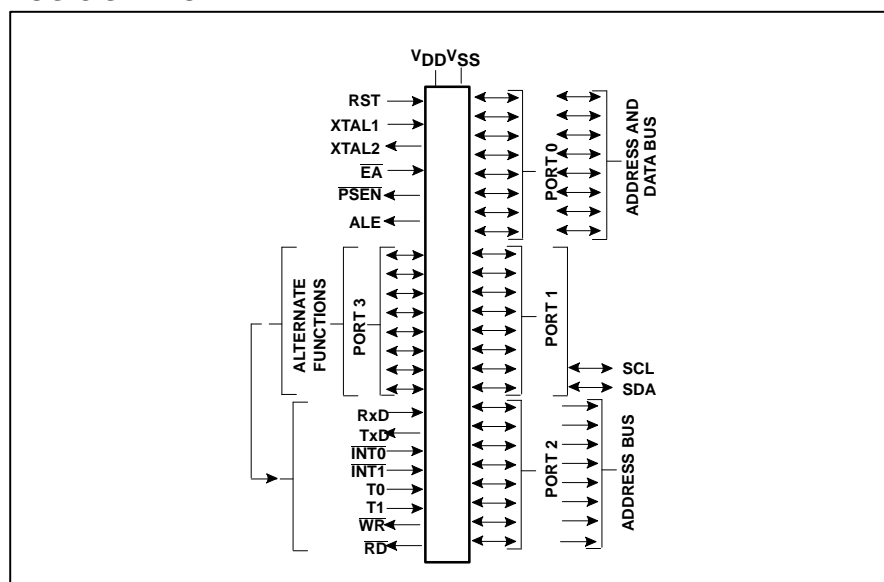 VDD VSS
RST
XTAL1
XTAL2
EA
PSEN
ALE
PORT 0
ADDRESS AND
DATA BUS
ALTERNATE
FUNCTIONS
PORT 3
PORT 1
SCL
SDA
RxD
TxD
INT0
INT1
T0
T1
WR
RD
PORT 2
ADDRESS BUS